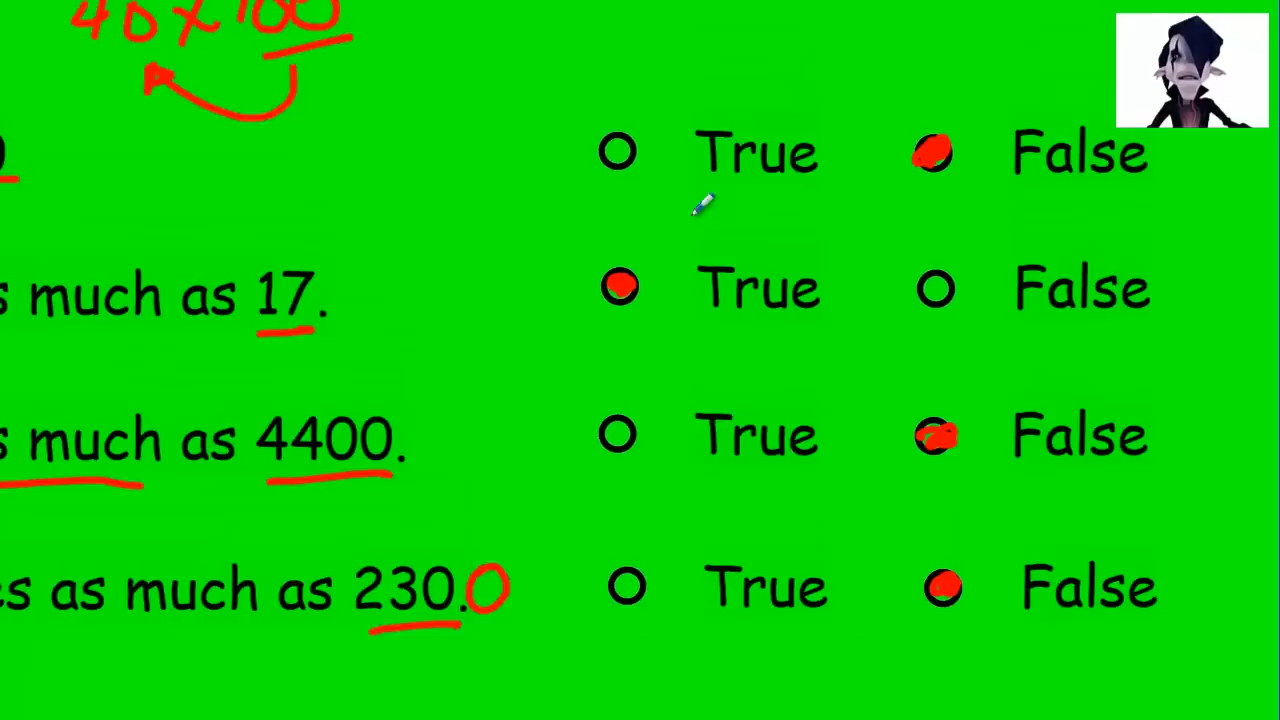 40 x 100
True False
s much as 17. True False
s much as 4400. True False
es as much as 230.0 True False